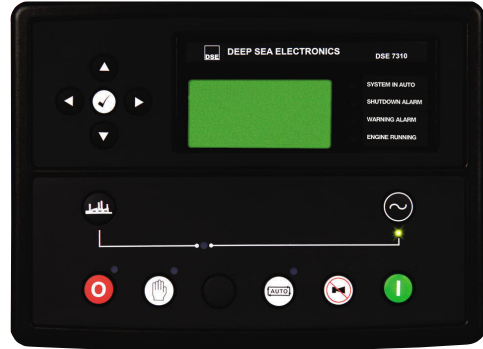 DSE
DEEP SEA ELECTRONICS
DSE 7310
SYSTEM IN AUTO
SHUTDOWN ALARM
WARNING ALARM
ENGINE RUNNING
O
AUTO
I